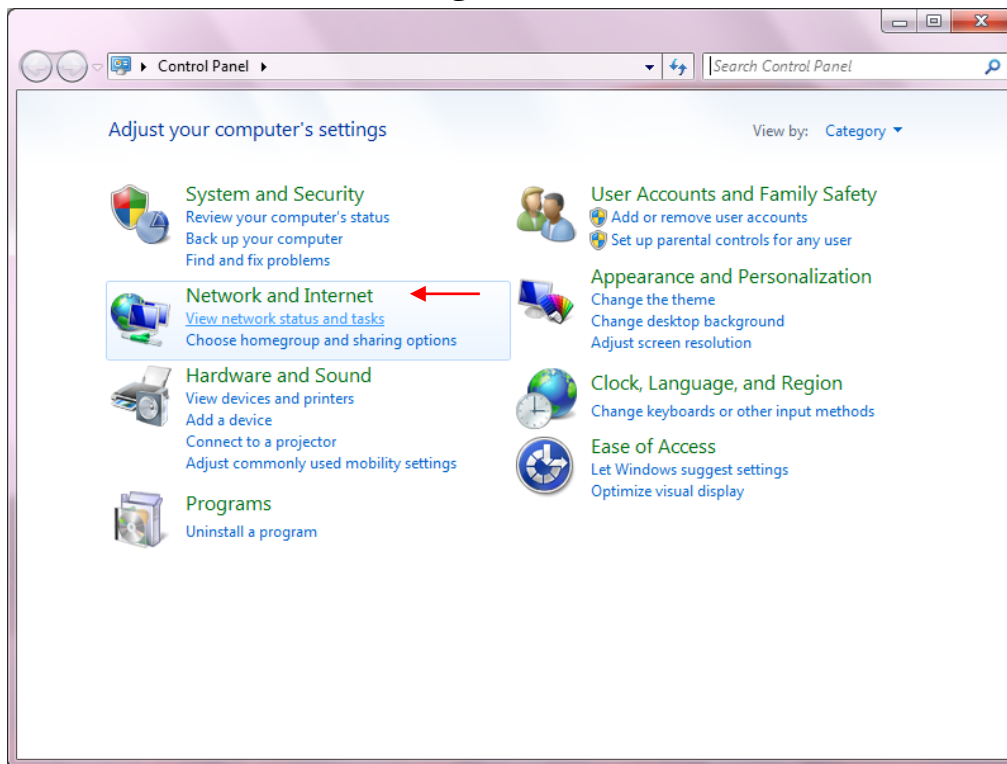 Control Panel
Search Control Panel
Adjust your computer's settings
View by: Category
System and Security
Review your computer's status
Back up your computer
Find and fix problems
Network and Internet
View network status and tasks
Choose homegroup and sharing options
Hardware and Sound
View devices and printers
Add a device
Connect to a projector
Adjust commonly used mobility settings
Programs
Uninstall a program
User Accounts and Family Safety
Add or remove user accounts
Set up parental controls for any user
Appearance and Personalization
Change the theme
Change desktop background
Adjust screen resolution
Clock, Language, and Region
Change keyboards or other input methods
Ease of Access
Let Windows suggest settings
Optimize visual display